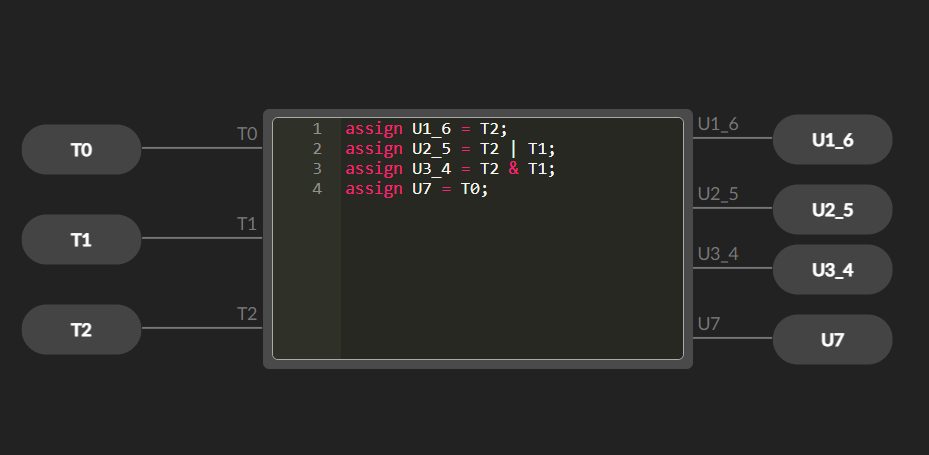 T0
T1
T2
T0
T1
T2
1 assign U1_6 = T2;
2 assign U2_5 = T2 | T1;
3 assign U3_4 = T2 & T1;
4 assign U7 = T0;
U1_6
U2_5
U3_4
U7
U1_6
U2_5
U3_4
U7